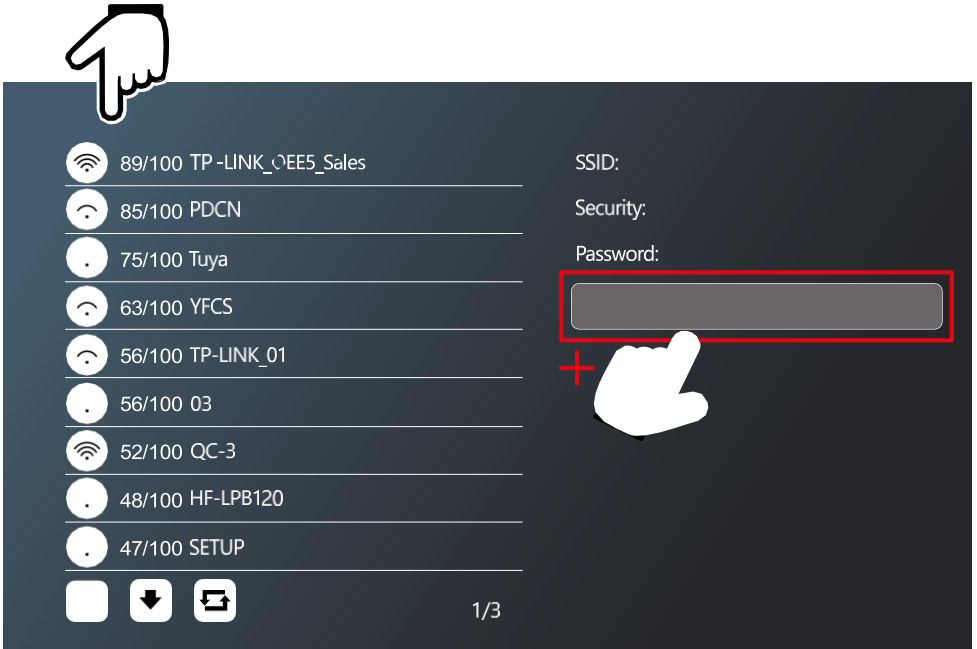 89/100 TP-LINK_OEE5_Sales
85/100 PDCN
75/100 Tuya
63/100 YFCS
56/100 TP-LINK_01
56/100 03
52/100 QC-3
48/100 HF-LPB120
47/100 SETUP
1/3
SSID:
Security:
Password: